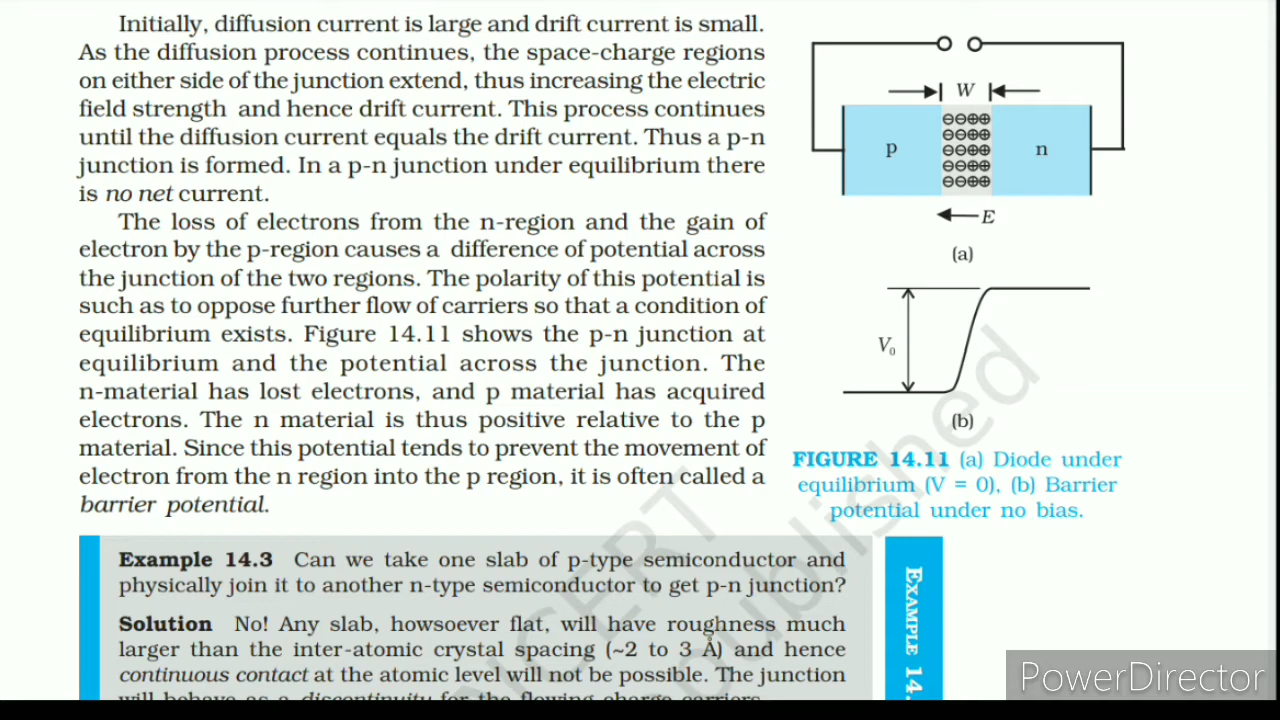 Initially, diffusion current is large and drift current is small.
As the diffusion process continues, the space-charge regions
on either side of the junction extend, thus increasing the electric
field strength and hence drift current. This process continues
until the diffusion current equals the drift current. Thus a p-n
junction is formed. In a p-n junction under equilibrium there
is no net current.
The loss of electrons from the n-region and the gain of
electron by the p-region causes a difference of potential across
the junction of the two regions. The polarity of this potential is
such as to oppose further flow of carriers so that a condition of
equilibrium exists. Figure 14.11 shows the p-n junction at
equilibrium and the potential across the junction. The
n-material has lost electrons, and p material has acquired
electrons. The n material is thus positive relative to the p
material. Since this potential tends to prevent the movement of
electron from the n region into the p region, it is often called a
barrier potential.
W
p
n
E
(a)
V₀
(b)
FIGURE 14.11 (a) Diode under
equilibrium (V = 0), (b) Barrier
potential under no bias.
Example 14.3 Can we take one slab of p-type semiconductor and
physically join it to another n-type semiconductor to get p-n junction?
Solution No! Any slab, howsoever flat, will have roughness much
larger than the inter-atomic crystal spacing (~2 to 3 Å) and hence
continuous contact at the atomic level will not be possible. The junction
will behave as a discontinuity for the flowing charge carriers.
EXAMPLE 14.
NCERT
published
PowerDirector